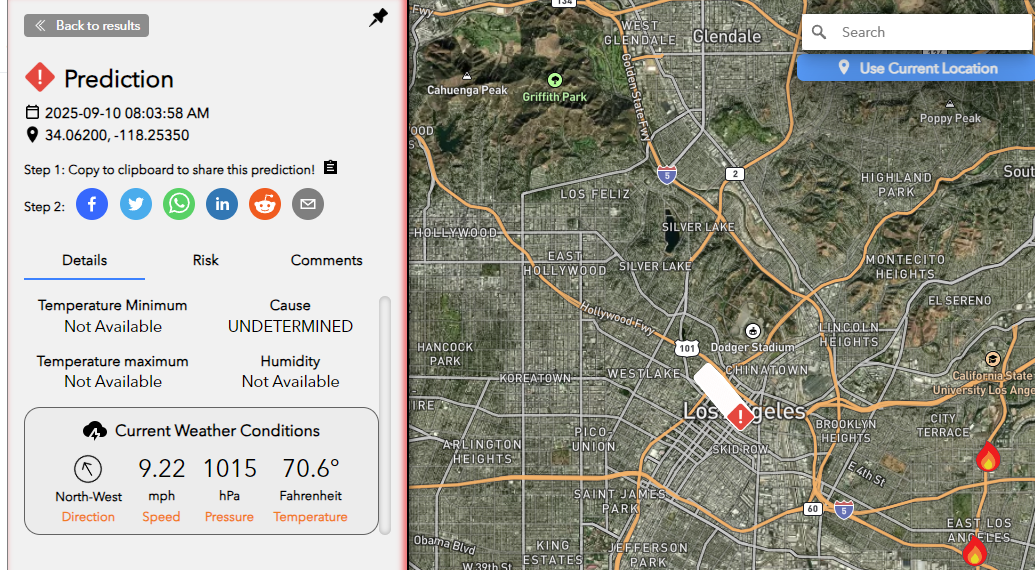 Back to results
Prediction
2025-09-10 08:03:58 AM
34.06200, -118.25350
Step 1: Copy to clipboard to share this prediction!
Step 2:
Details Risk Comments
Temperature Minimum Cause
Not Available UNDETERMINED
Temperature maximum Humidity
Not Available Not Available
Current Weather Conditions
9.22 1015 70.6°
North-West mph hPa Fahrenheit
Direction Speed Pressure Temperature
Fwy
134
WEST
GLENDALE
Glendale
Search
134
Use Current Location
Golden State Fwy
Cahuenga Peak
Griffith Park
Poppy Peak
OOD
5
2
Sout
HIGHLAND
PARK
LOS FELIZ
SILVER LAKE
HOLLYWOOD
EAST
HOLLYWOOD
SILVER LAKE
MONTECITO
HEIGHTS
EL SERENO
Hollywood Fwy
LINCOLN
HEIGHTS
Dodger Stadium
101
HANCOCK
PARK
KOREATOWN
WESTLAKE
CHINATOWN
California State
University Los Ange
IRE
Los Angeles
CITY
TERRACE
BROOKLYN
HEIGHTS
PICO-
UNION
ARLINGTON
HEIGHTS
SKID ROW
E 4th St
SAINT JAMES
PARK
60
5
EAST LOS
ANGELES
Obama Blvd
KING
ESTATES
JEFFERSON
PARK
W 39th St